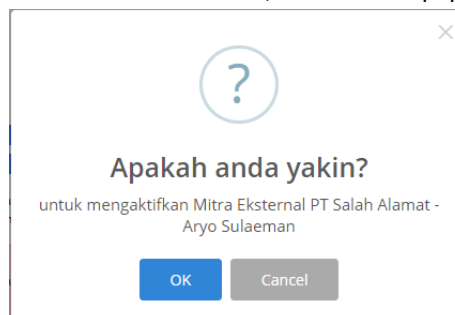 ?
Apakah anda yakin?
untuk mengaktifkan Mitra Eksternal PT Salah Alamat -
Aryo Sulaeman
OK Cancel